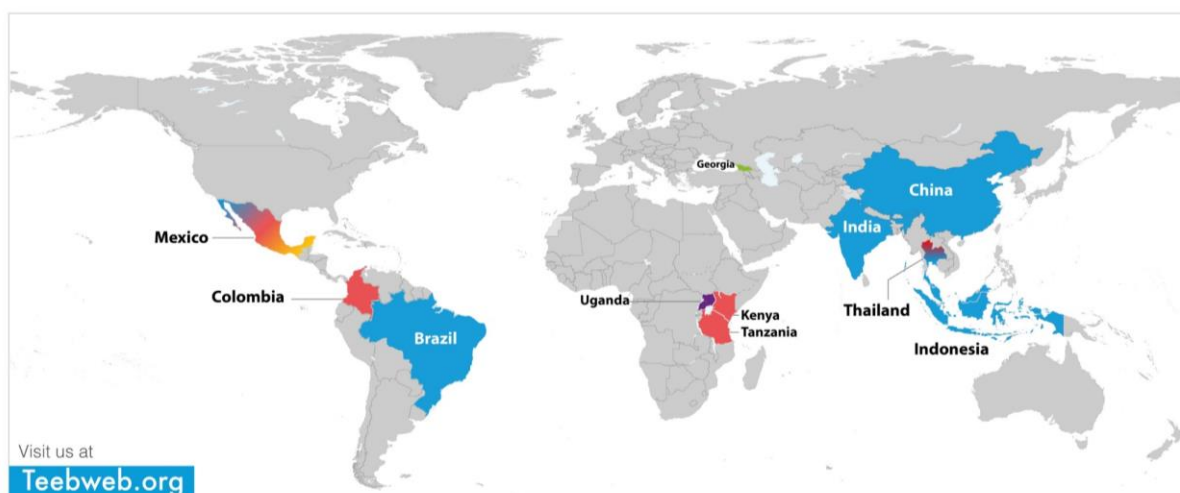 Georgia
China
India
Mexico
Colombia
Uganda
Kenya
Thailand
Tanzania
Brazil
Indonesia
Visit us at
Teebweb.org